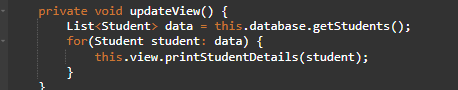 private void updateView() {
List<Student> data = this.database.getStudents();
for(Student student: data) {
this.view.printStudentDetails(student);
}
}